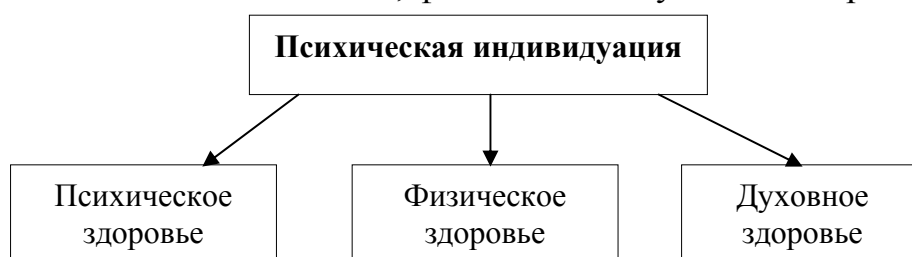 Психическая индивидуация
Психическое
здоровье
Физическое
здоровье
Духовное
здоровье